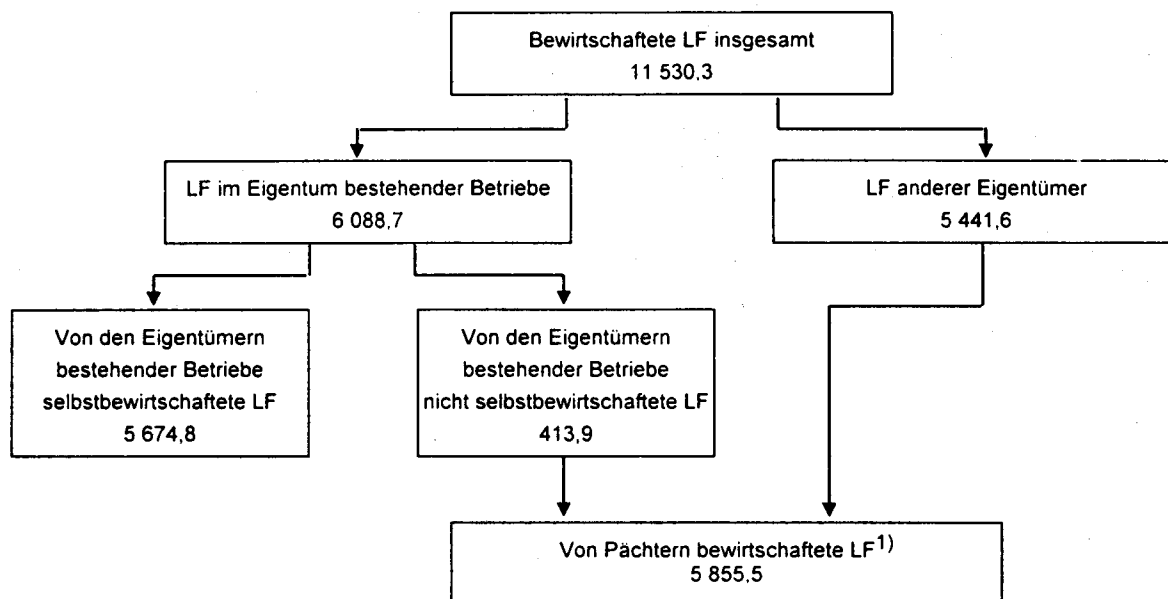 Bewirtschaftete LF insgesamt
11 530,3
LF im Eigentum bestehender Betriebe
6 088,7
LF anderer Eigentümer
5 441,6
Von den Eigentümern
bestehender Betriebe
selbstbewirtschaftete LF
5 674,8
Von den Eigentümern
bestehender Betriebe
nicht selbstbewirtschaftete LF
413,9
Von Pächtern bewirtschaftete LF1)
5 855,5